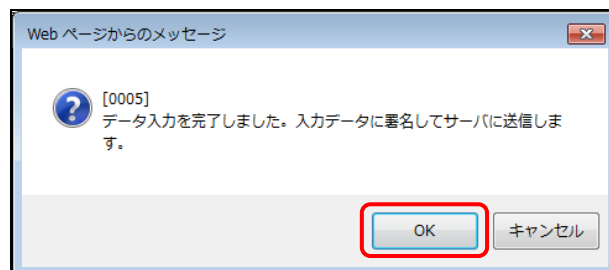 Web ページからのメッセージ
[0005]
データ入力を完了しました。入力データに署名してサーバに送信しま
す。
OK
キャンセル